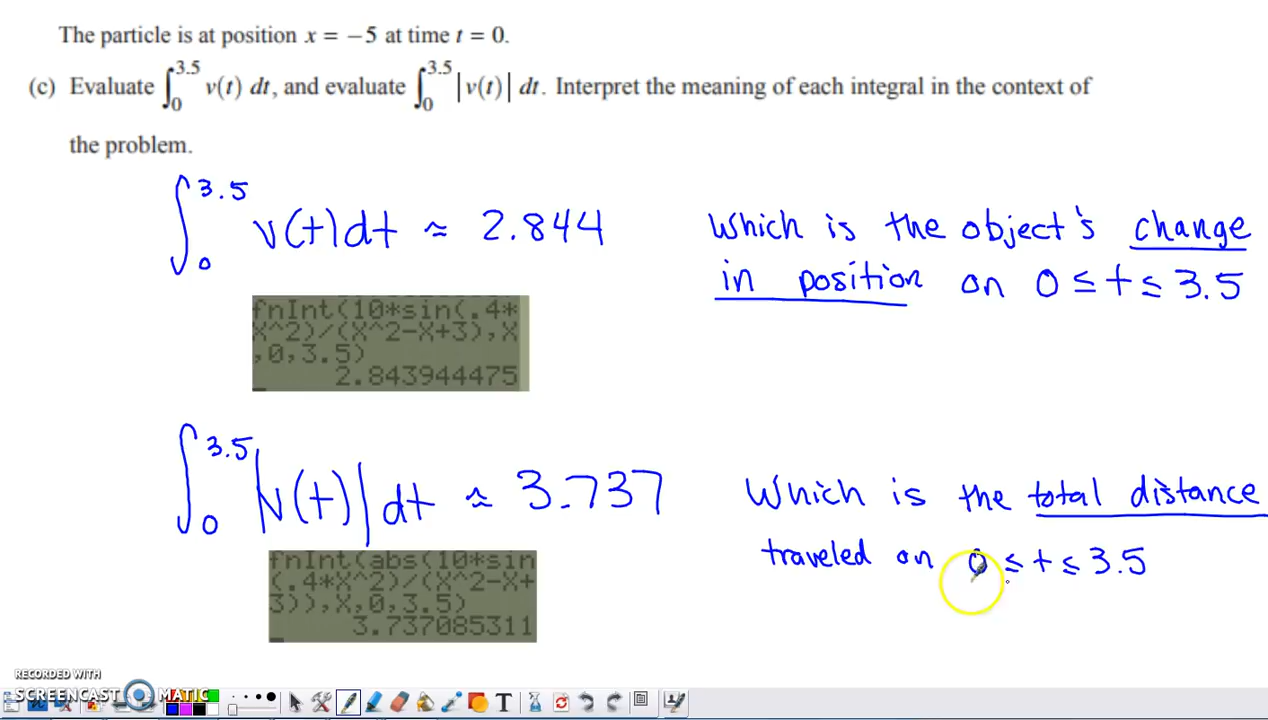 The particle is at position x = −5 at time t = 0.
(c) Evaluate ∫₀^3.5 v(t) dt, and evaluate ∫₀^3.5 |v(t)| dt. Interpret the meaning of each integral in the context of
the problem.
∫₀^3.5 v(t)dt ≈ 2.844
Which is the object's change
in position on 0 ≤ t ≤ 3.5
fnInt(10*sin(.4*
X^2)/(X^2-X+3),X
,0,3.5)
2.843944475
∫₀^3.5 |v(t)| dt ≈ 3.737
Which is the total distance
traveled on 0 ≤ t ≤ 3.5
fnInt(abs(10*sin
(.4*X^2)/(X^2-X+
3)),X,0,3.5)
3.737085311
RECORDED WITH
SCREENCAST MATIC
T